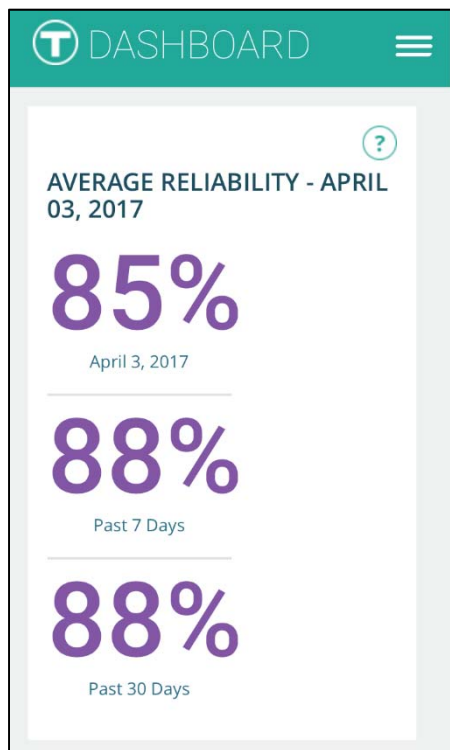 T DASHBOARD
?
AVERAGE RELIABILITY - APRIL
03, 2017
85%
April 3, 2017
88%
Past 7 Days
88%
Past 30 Days